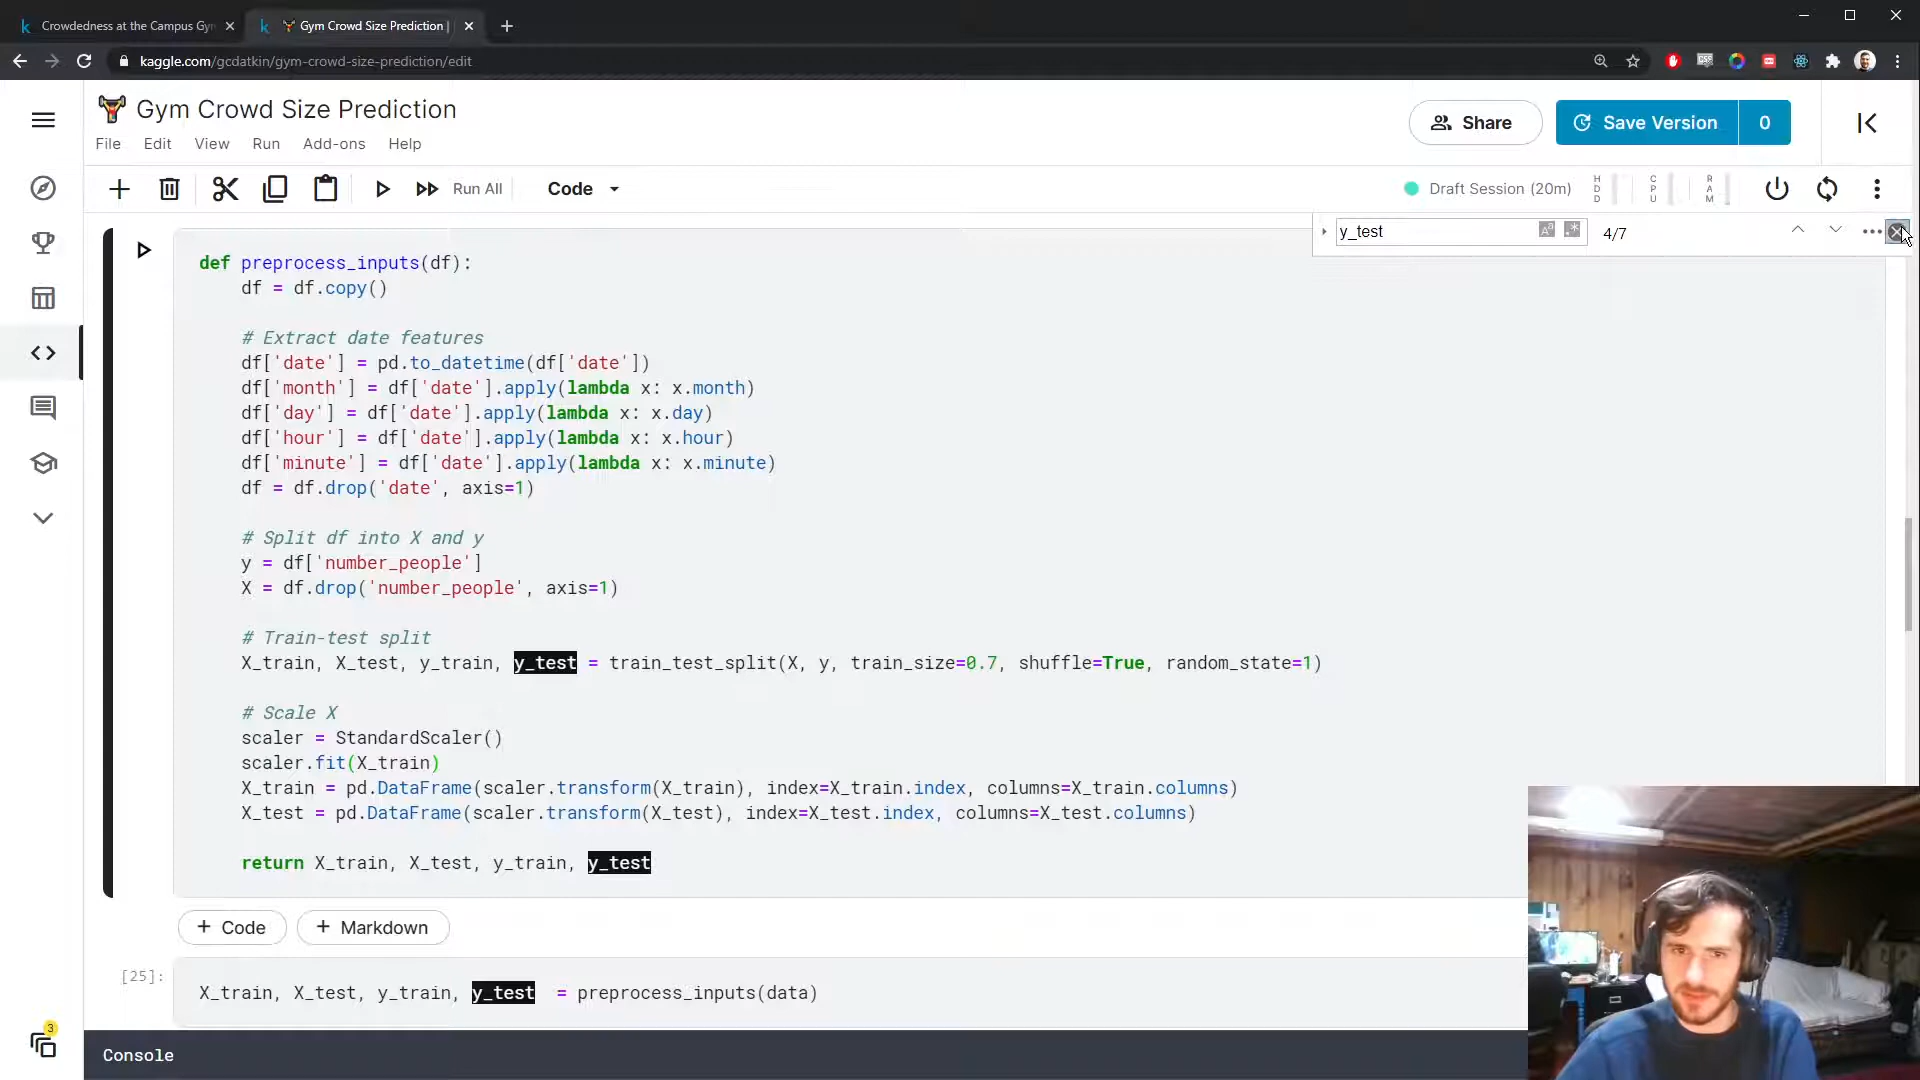 Crowdedness at the Campus Gy
Gym Crowd Size Prediction |
kaggle.com/gcdatkin/gym-crowd-size-prediction/edit
Gym Crowd Size Prediction
Share
Save Version
0
File
Edit
View
Run
Add-ons
Help
Run All
Code
Draft Session (20m)
HDD
CPU
RAM
y_test
4/7
def preprocess_inputs(df):
df = df.copy()
# Extract date features
df['date'] = pd.to_datetime(df['date'])
df['month'] = df['date'].apply(lambda x: x.month)
df['day'] = df['date'].apply(lambda x: x.day)
df['hour'] = df['date'].apply(lambda x: x.hour)
df['minute'] = df['date'].apply(lambda x: x.minute)
df = df.drop('date', axis=1)
# Split df into X and y
y = df['number_people']
X = df.drop('number_people', axis=1)
# Train-test split
X_train, X_test, y_train, y_test = train_test_split(X, y, train_size=0.7, shuffle=True, random_state=1)
# Scale X
scaler = StandardScaler()
scaler.fit(X_train)
X_train = pd.DataFrame(scaler.transform(X_train), index=X_train.index, columns=X_train.columns)
X_test = pd.DataFrame(scaler.transform(X_test), index=X_test.index, columns=X_test.columns)
return X_train, X_test, y_train, y_test
+ Code
+ Markdown
[25]:
X_train, X_test, y_train, y_test = preprocess_inputs(data)
3
Console